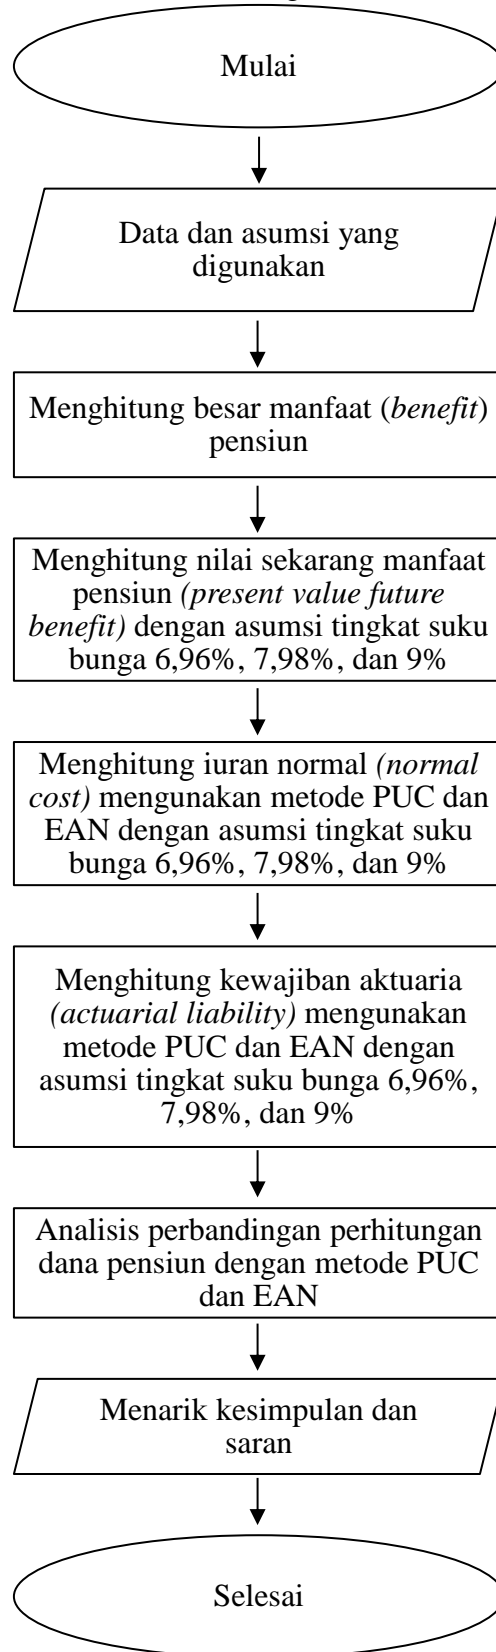 Mulai
Data dan asumsi yang
digunakan
Menghitung besar manfaat (benefit)
pensiun
Menghitung nilai sekarang manfaat
pensiun (present value future
benefit) dengan asumsi tingkat suku
bunga 6,96%, 7,98%, dan 9%
Menghitung iuran normal (normal
cost) mengunakan metode PUC dan
EAN dengan asumsi tingkat suku
bunga 6,96%, 7,98%, dan 9%
Menghitung kewajiban aktuaria
(actuarial liability) mengunakan
metode PUC dan EAN dengan
asumsi tingkat suku bunga 6,96%,
7,98%, dan 9%
Analisis perbandingan perhitungan
dana pensiun dengan metode PUC
dan EAN
Menarik kesimpulan dan
saran
Selesai